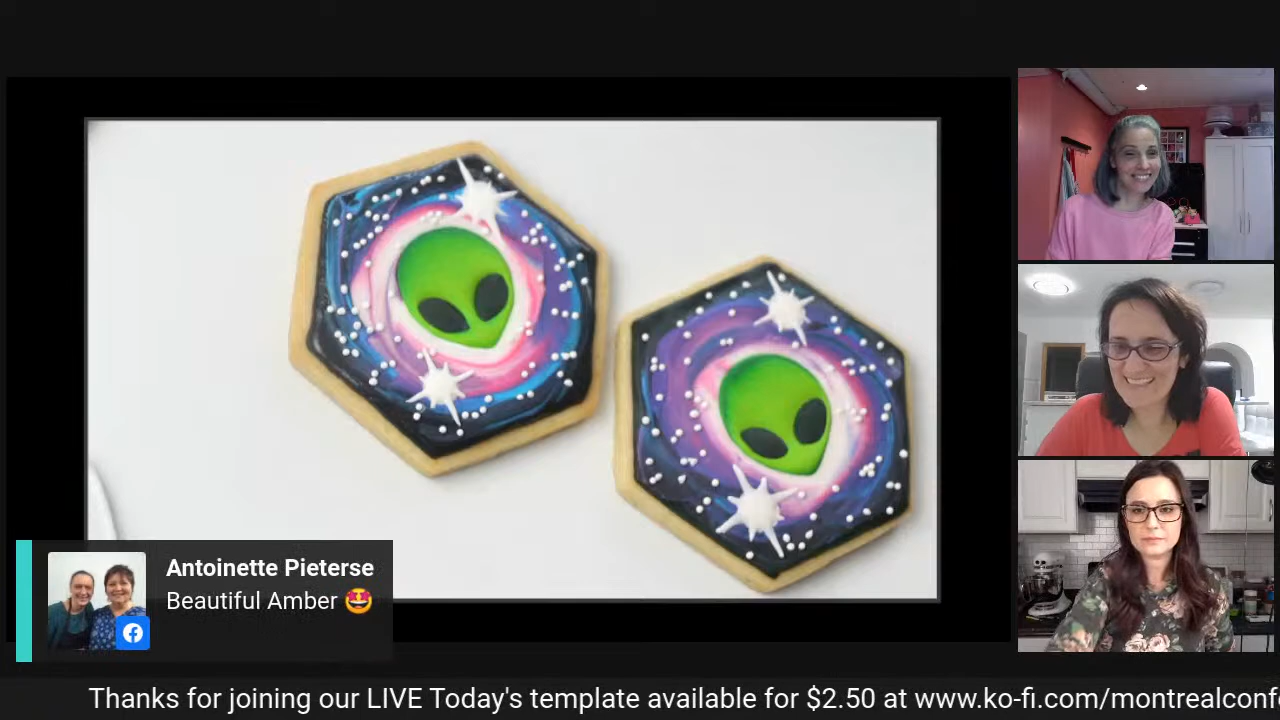 Antoinette Pieterse
Beautiful Amber 🤩
Thanks for joining our LIVE Today's template available for $2.50 at www.ko-fi.com/montrealconf